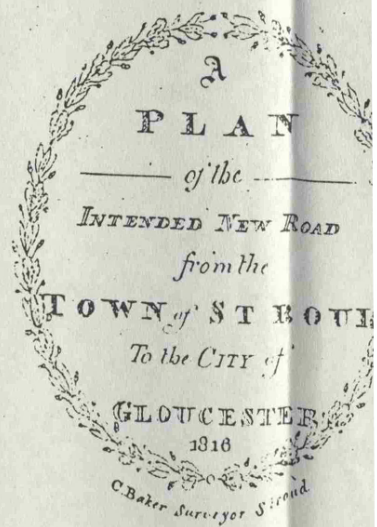 A
PLAN
of the
INTENDED NEW ROAD
from the
TOWN of STROUD
To the CITY of
GLOUCESTER
1816
C. Baker Surveyor Stroud